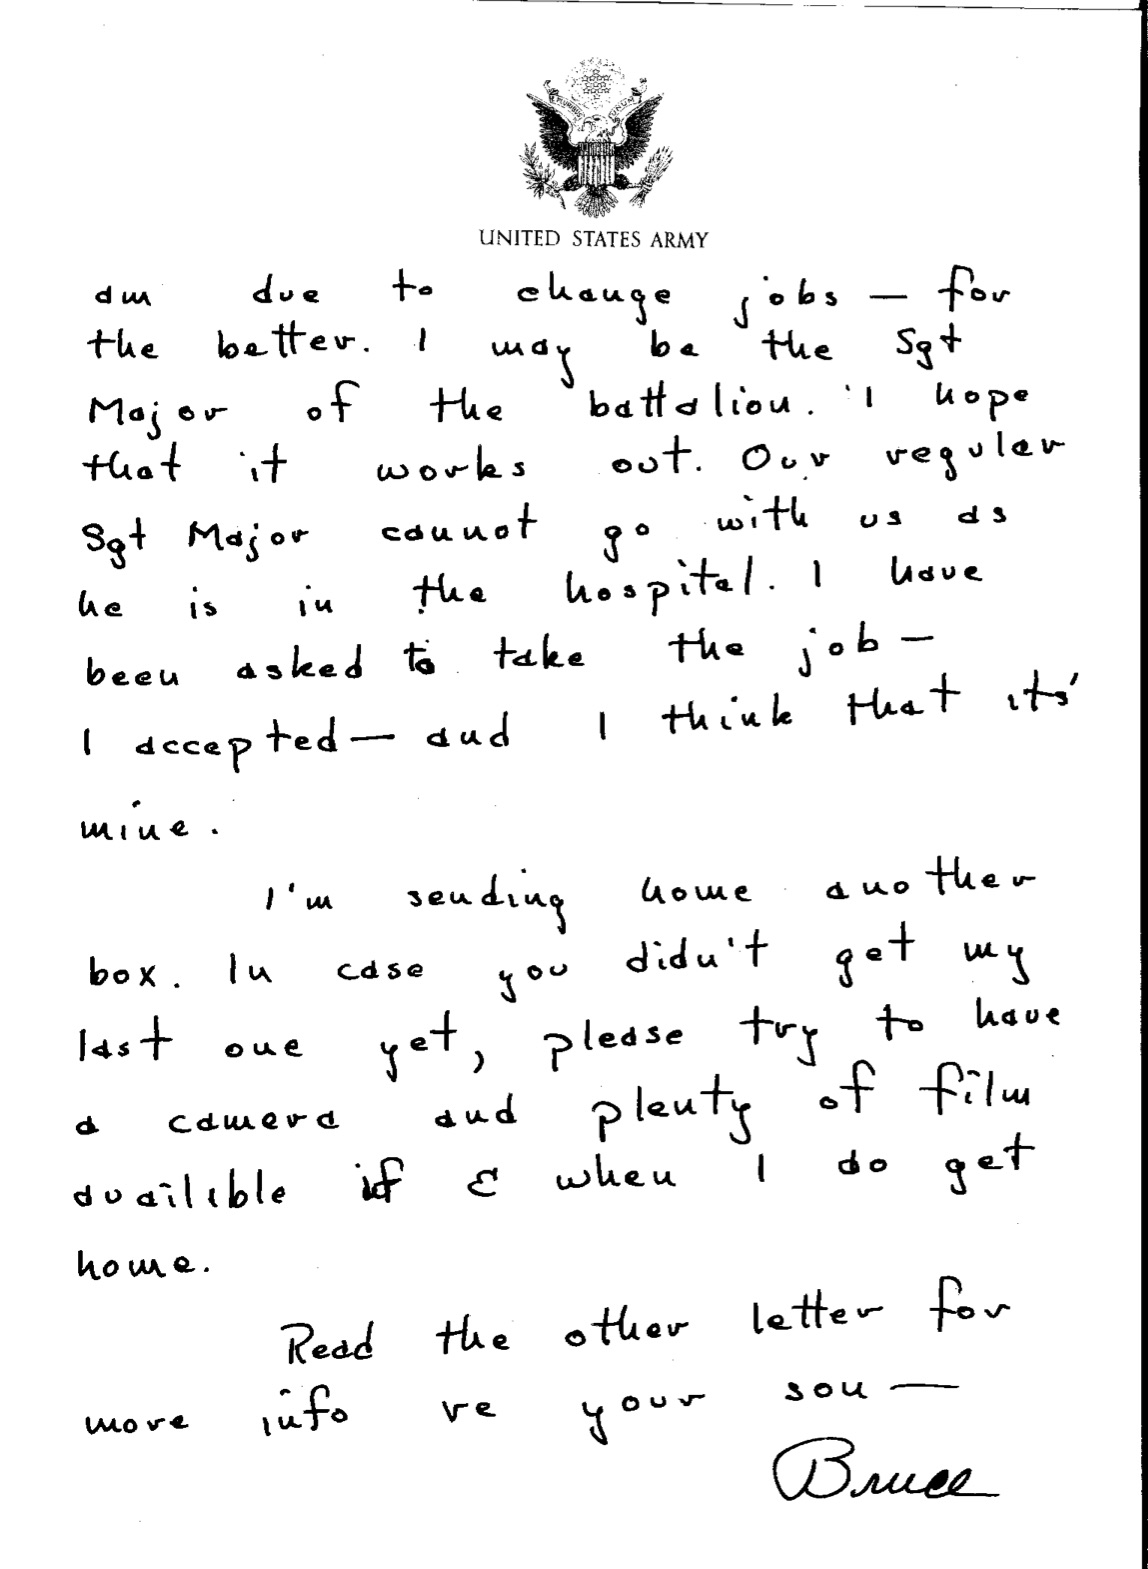 UNITED STATES ARMY
am due to change jobs — for
the better. I may be the Sgt
Major of the battalion. I hope
that it works out. Our regular
Sgt Major cannot go with us as
he is in the hospital. I have
been asked to take the job —
I accepted — and I think that its'
mine.
I'm sending home another
box. In case you didn't get my
last one yet, please try to have
a camera and plenty of film
availible if & when I do get
home.
Read the other letter for
more info re your son —
Bruce